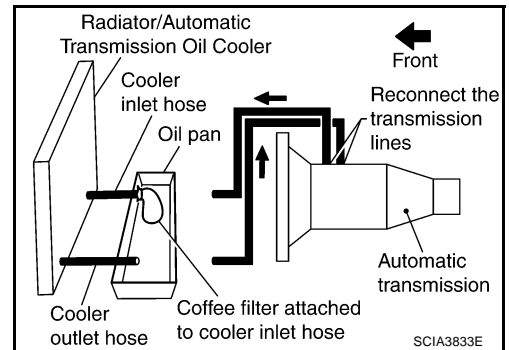 Radiator/Automatic
Transmission Oil Cooler
Front
Cooler
inlet hose
Reconnect the
transmission
lines
Oil pan
Automatic
transmission
Cooler
outlet hose
Coffee filter attached
to cooler inlet hose
SCIA3833E